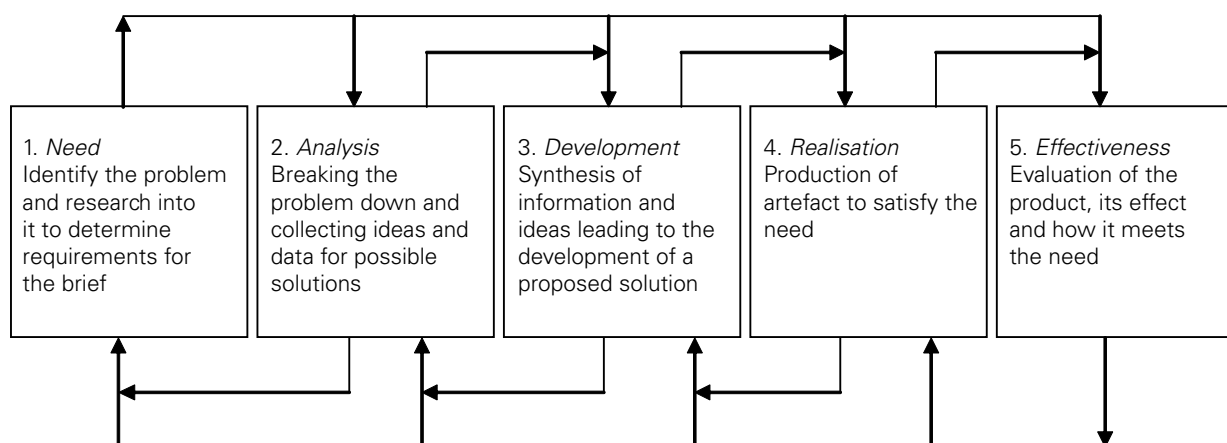 1. Need
Identify the problem
and research into
it to determine
requirements for
the brief
2. Analysis
Breaking the
problem down and
collecting ideas and
data for possible
solutions
3. Development
Synthesis of
information and
ideas leading to the
development of a
proposed solution
4. Realisation
Production of
artefact to satisfy the
need
5. Effectiveness
Evaluation of the
product, its effect
and how it meets
the need